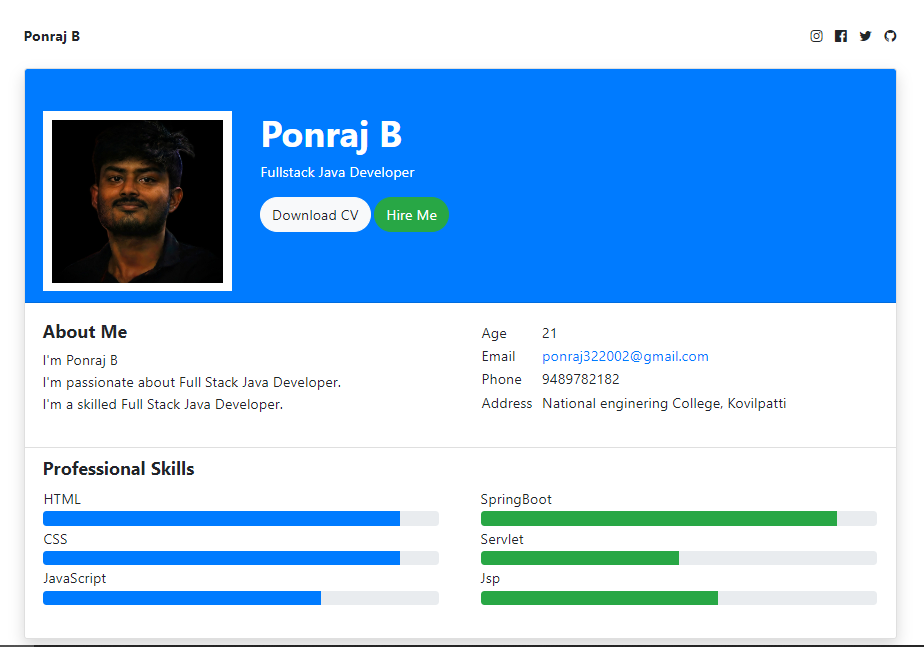 Ponraj B
Ponraj B
Fullstack Java Developer
Download CV Hire Me
About Me
I'm Ponraj B
I'm passionate about Full Stack Java Developer.
I'm a skilled Full Stack Java Developer.
Age 21
Email ponraj322002@gmail.com
Phone 9489782182
Address National enginering College, Kovilpatti
Professional Skills
HTML
CSS
JavaScript
SpringBoot
Servlet
Jsp